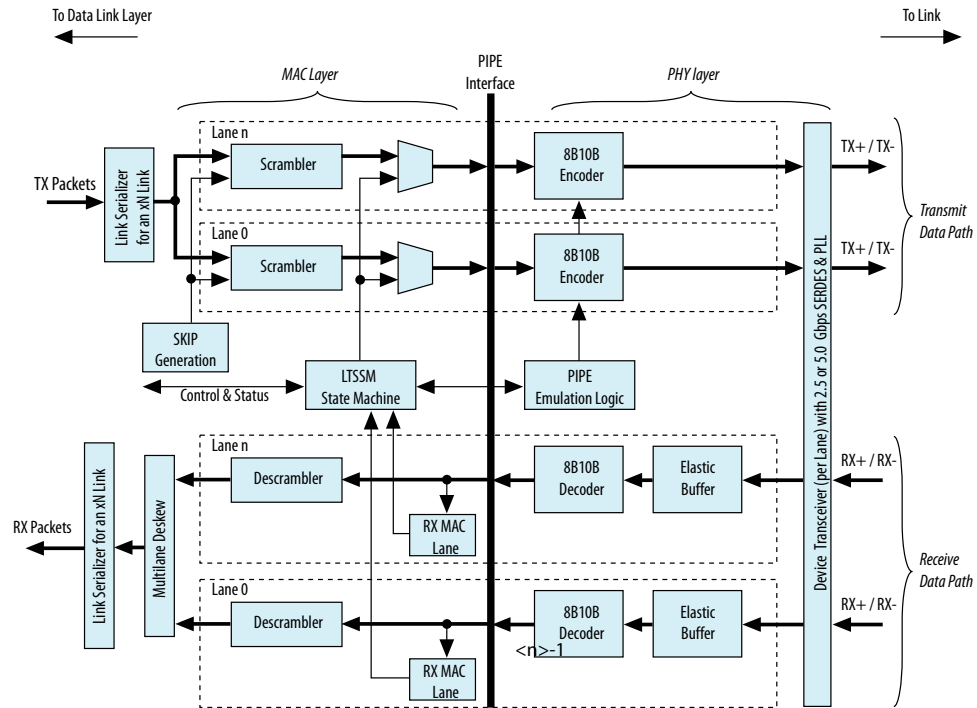 To Data Link Layer
To Link
PIPE
Interface
MAC Layer
PHY layer
Lane n
Scrambler
8B10B
Encoder
TX+ / TX-
TX Packets
Link Serializer
for an xN Link
Transmit
Data Path
Lane 0
Scrambler
8B10B
Encoder
TX+ / TX-
SKIP
Generation
Control & Status
LTSSM
State Machine
PIPE
Emulation Logic
Device Transceiver (per Lane) with 2.5 or 5.0 Gbps SERDES & PLL
Lane n
Descrambler
8B10B
Decoder
Elastic
Buffer
RX+ / RX-
RX MAC
Lane
RX Packets
Link Serializer for an xN Link
Multilane Deskew
Receive
Data Path
Lane 0
Descrambler
8B10B
Decoder
<n>-1
Elastic
Buffer
RX+ / RX-
RX MAC
Lane